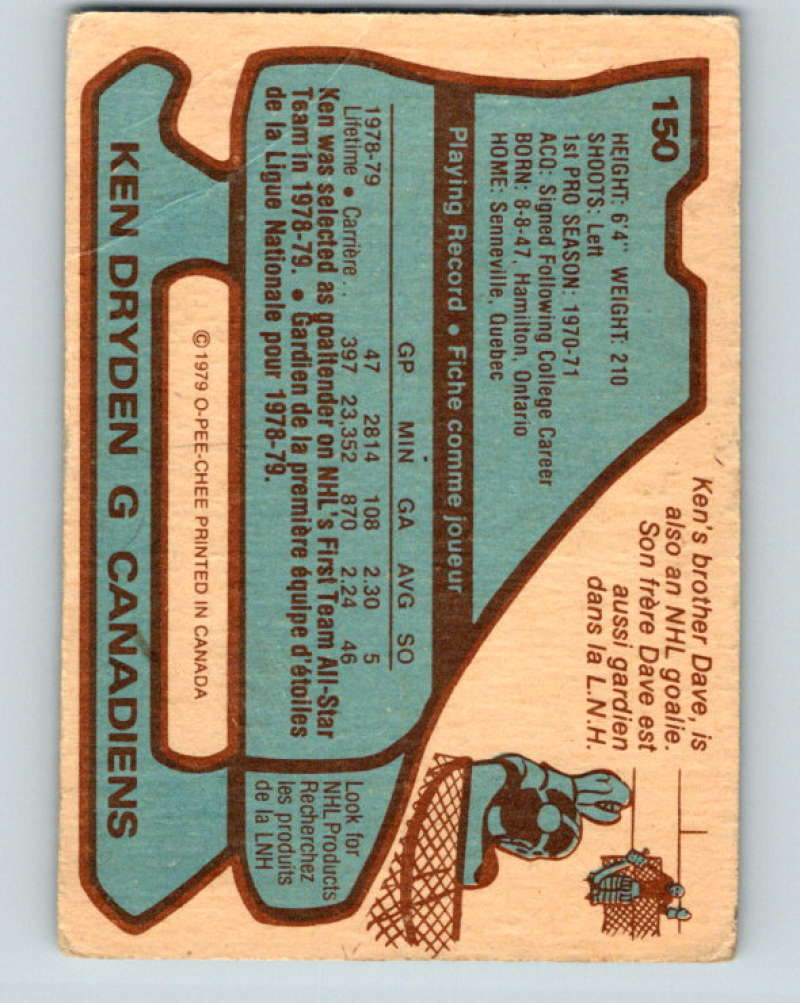 150
HEIGHT: 6'4" WEIGHT: 210
SHOOTS: Left
1st PRO SEASON: 1970-71
ACQ: Signed Following College Career
BORN: 8-8-47, Hamilton, Ontario
HOME: Senneville, Quebec
Ken's brother Dave, is
also an NHL goalie.
Son frère Dave est
aussi gardien
dans la L.N.H.
Playing Record • Fiche comme joueur
GP MIN GA AVG SO
1978-79 47 2814 108 2.30 5
Lifetime • Carrière.. 397 23,352 870 2.24 46
Ken was selected as goaltender on NHL's First Team All-Star
Team in 1978-79. • Gardien de la première équipe d'étoiles
de la Ligue Nationale pour 1978-79.
Look for
NHL Products
Recherchez
les produits
de la LNH
© 1979 O-PEE-CHEE PRINTED IN CANADA
KEN DRYDEN G CANADIENS